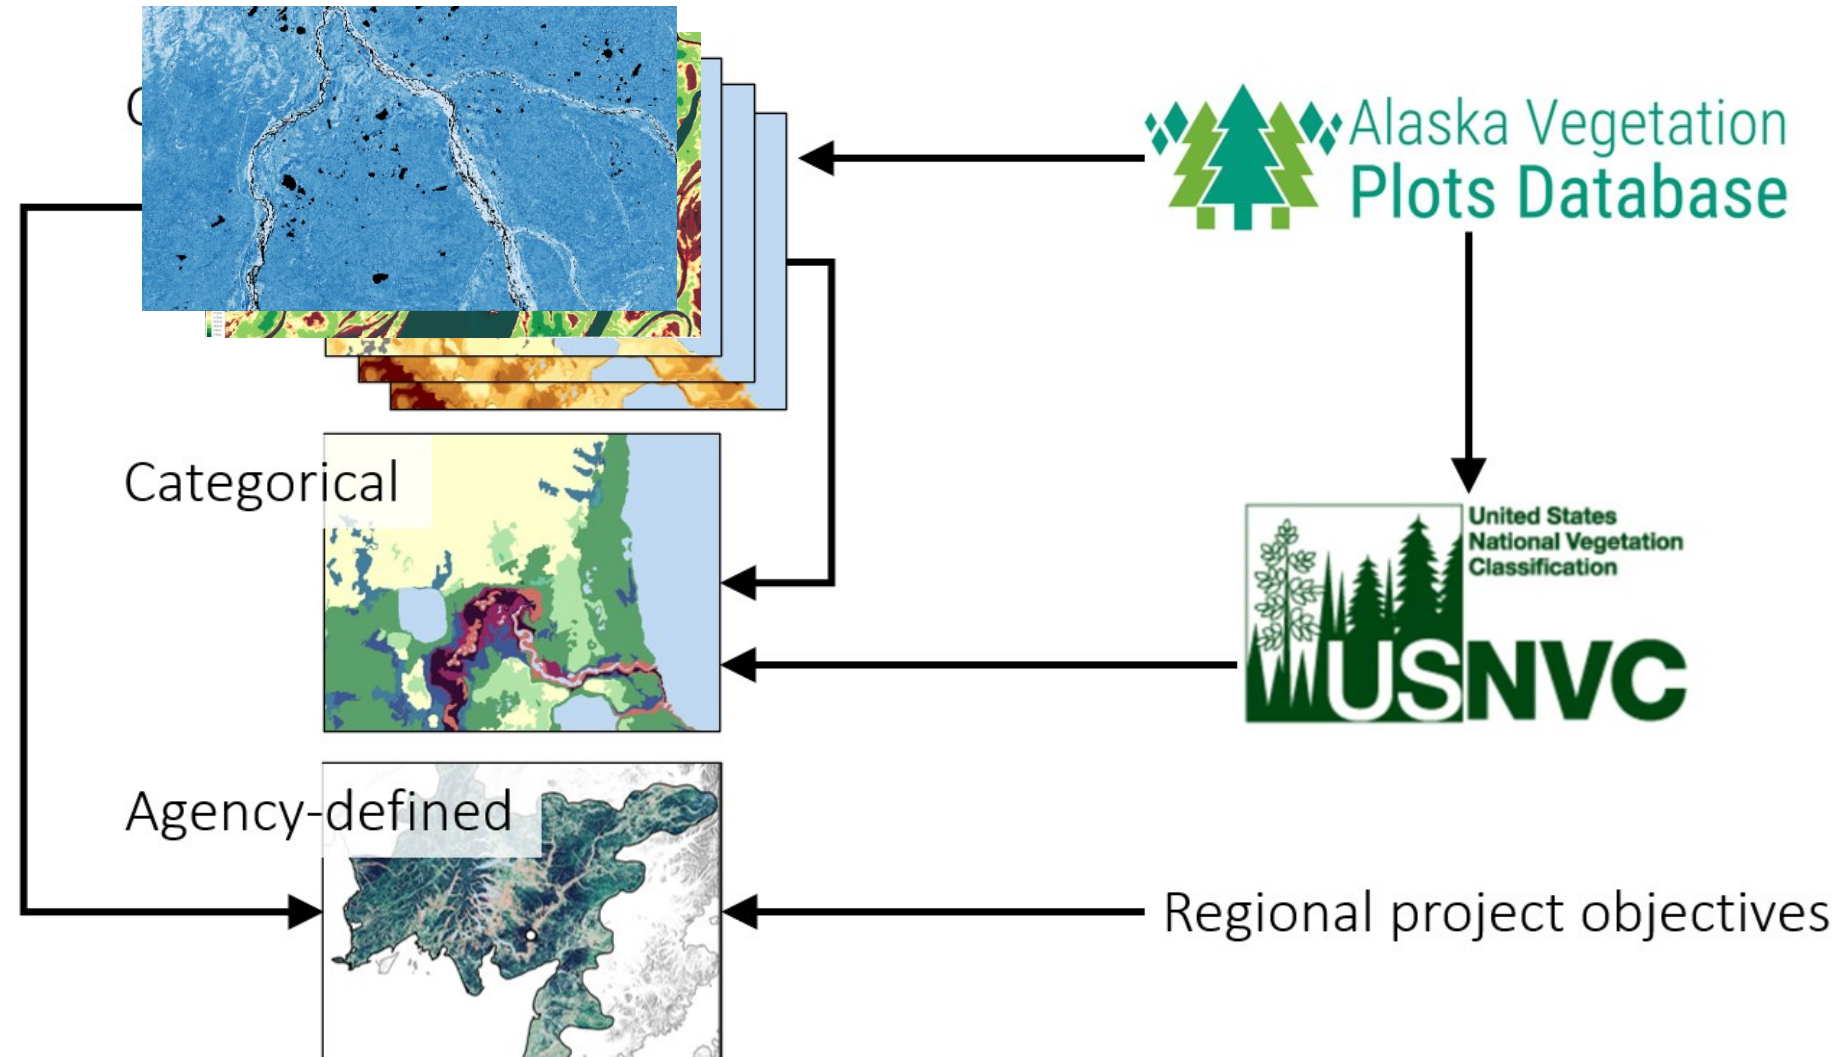 Alaska Vegetation
Plots Database
Categorical
United States
National Vegetation
Classification
USNVC
Agency-defined
Regional project objectives